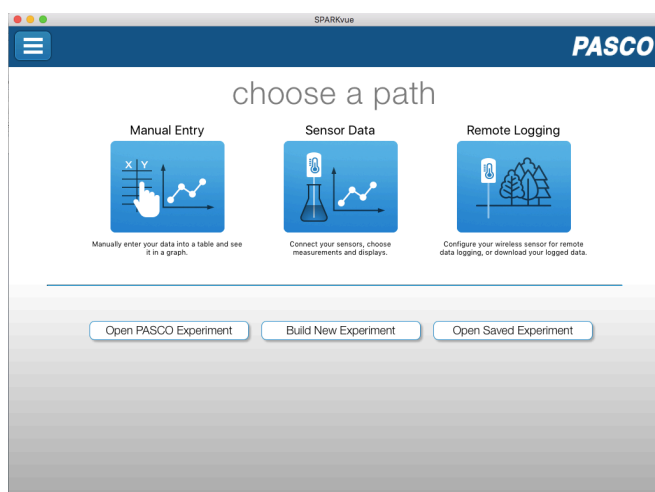 SPARKvue
PASCO
choose a path
Manual Entry
Sensor Data
Remote Logging
X Y
Manually enter your data into a table and see
it in a graph.
Connect your sensors, choose
measurements and displays.
Configure your wireless sensor for remote
data logging, or download your logged data.
Open PASCO Experiment
Build New Experiment
Open Saved Experiment